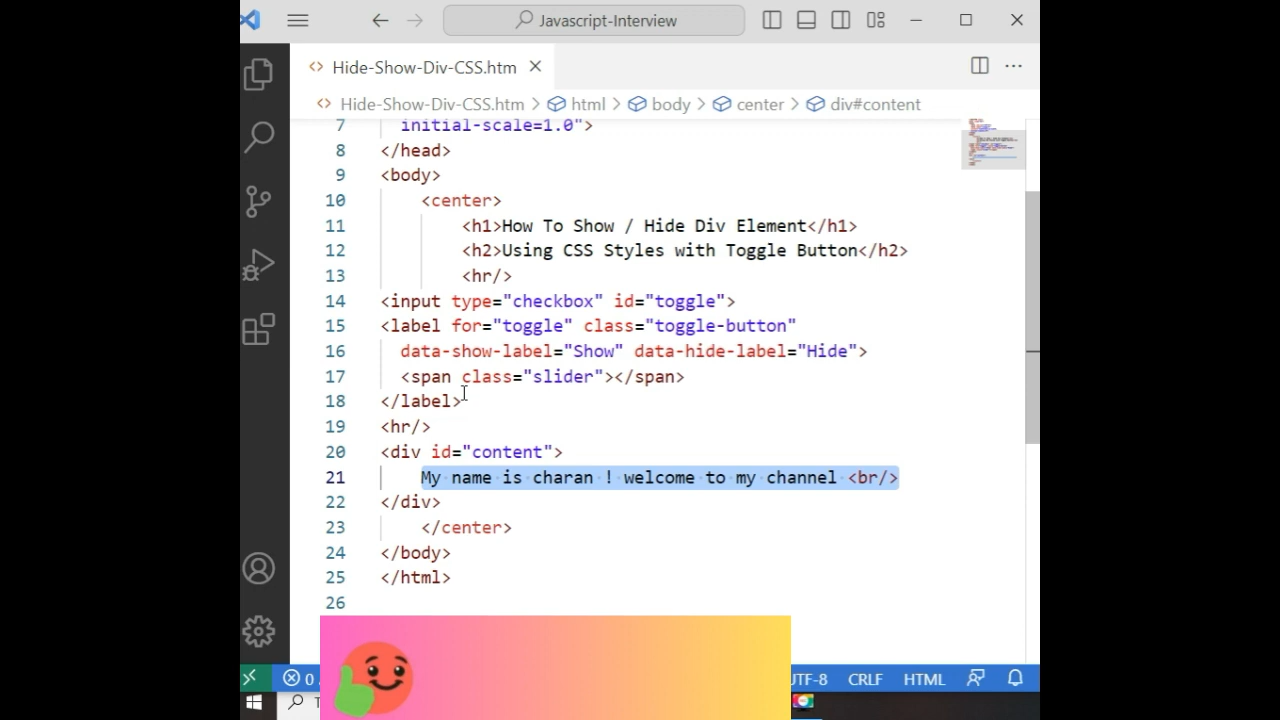 Javascript-Interview
Hide-Show-Div-CSS.htm
Hide-Show-Div-CSS.htm > html > body > center > div#content
7 initial-scale=1.0">
8 </head>
9 <body>
10 <center>
11 <h1>How To Show / Hide Div Element</h1>
12 <h2>Using CSS Styles with Toggle Button</h2>
13 <hr/>
14 <input type="checkbox" id="toggle">
15 <label for="toggle" class="toggle-button"
16 data-show-label="Show" data-hide-label="Hide">
17 <span class="slider"></span>
18 </label>
19 <hr/>
20 <div id="content">
21 My name is charan ! welcome to my channel <br/>
22 </div>
23 </center>
24 </body>
25 </html>
26
0
UTF-8 CRLF HTML
T